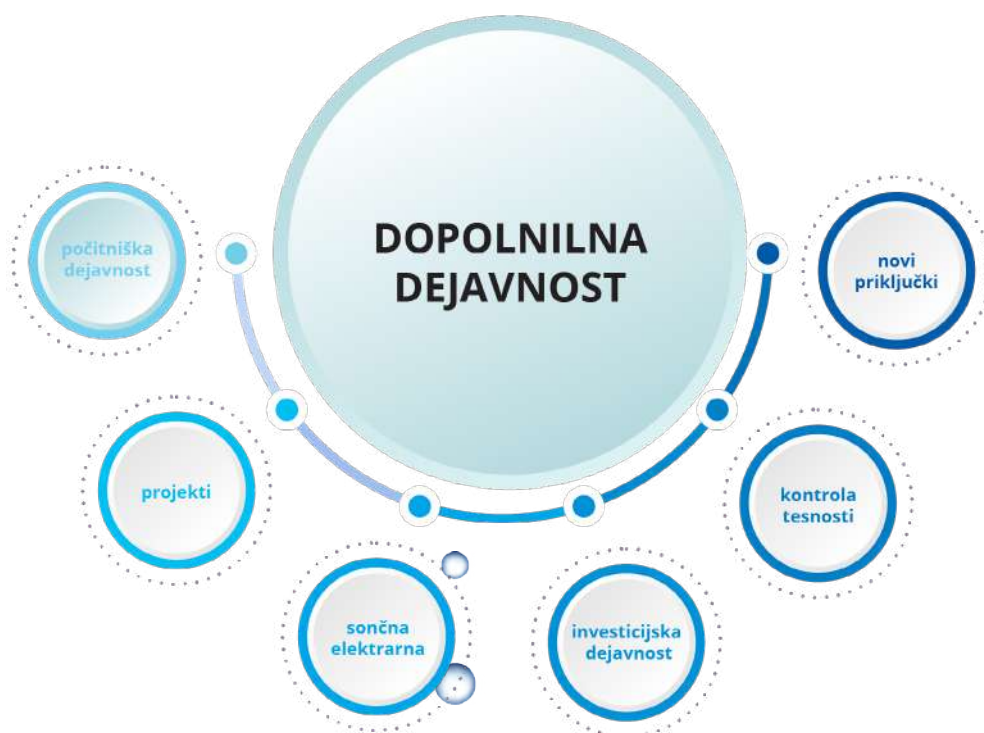 DOPOLNILNA
DEJAVNOST
počitniška
dejavnost
projekti
sončna
elektrarna
investicijska
dejavnost
kontrola
tesnosti
novi
priključki